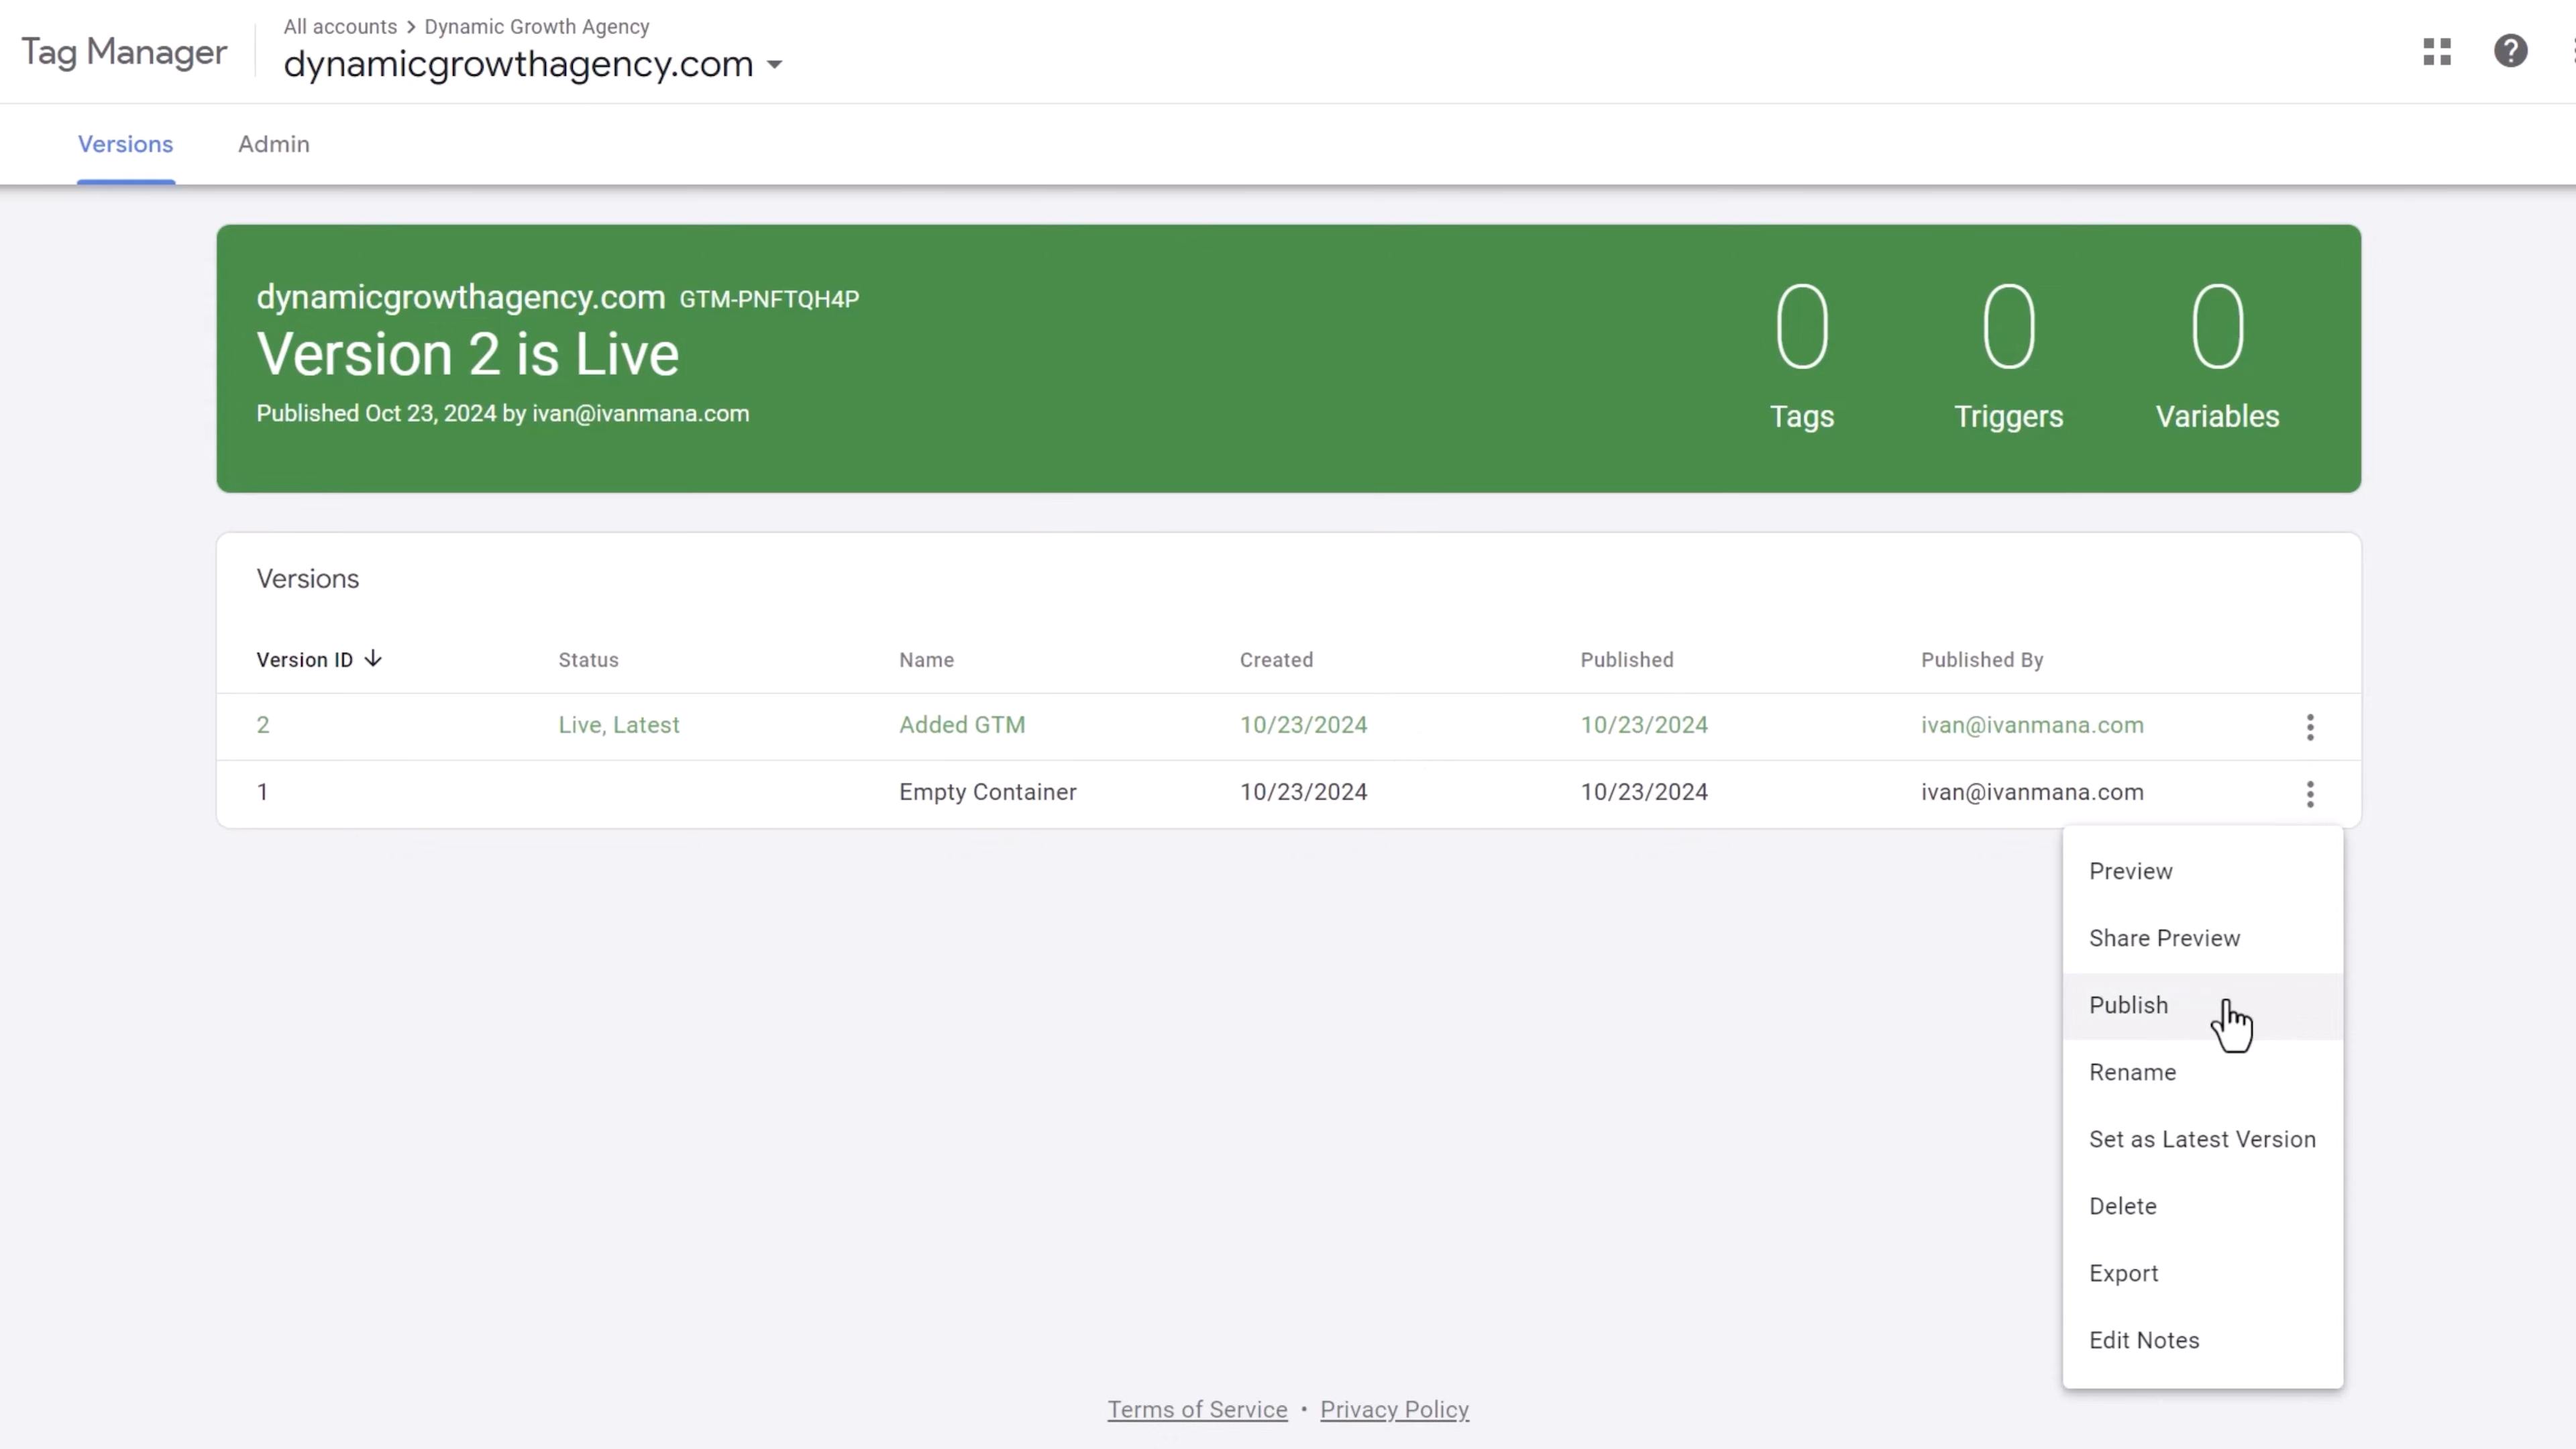 Tag Manager
All accounts > Dynamic Growth Agency
dynamicgrowthagency.com
Versions
Admin
dynamicgrowthagency.com GTM-PNFTQH4P
Version 2 is Live
Published Oct 23, 2024 by ivan@ivanmana.com
0 0 0
Tags Triggers Variables
Versions
Version ID Status Name Created Published Published By
2 Live, Latest Added GTM 10/23/2024 10/23/2024 ivan@ivanmana.com
1 Empty Container 10/23/2024 10/23/2024 ivan@ivanmana.com
Preview
Share Preview
Publish
Rename
Set as Latest Version
Delete
Export
Edit Notes
Terms of Service • Privacy Policy